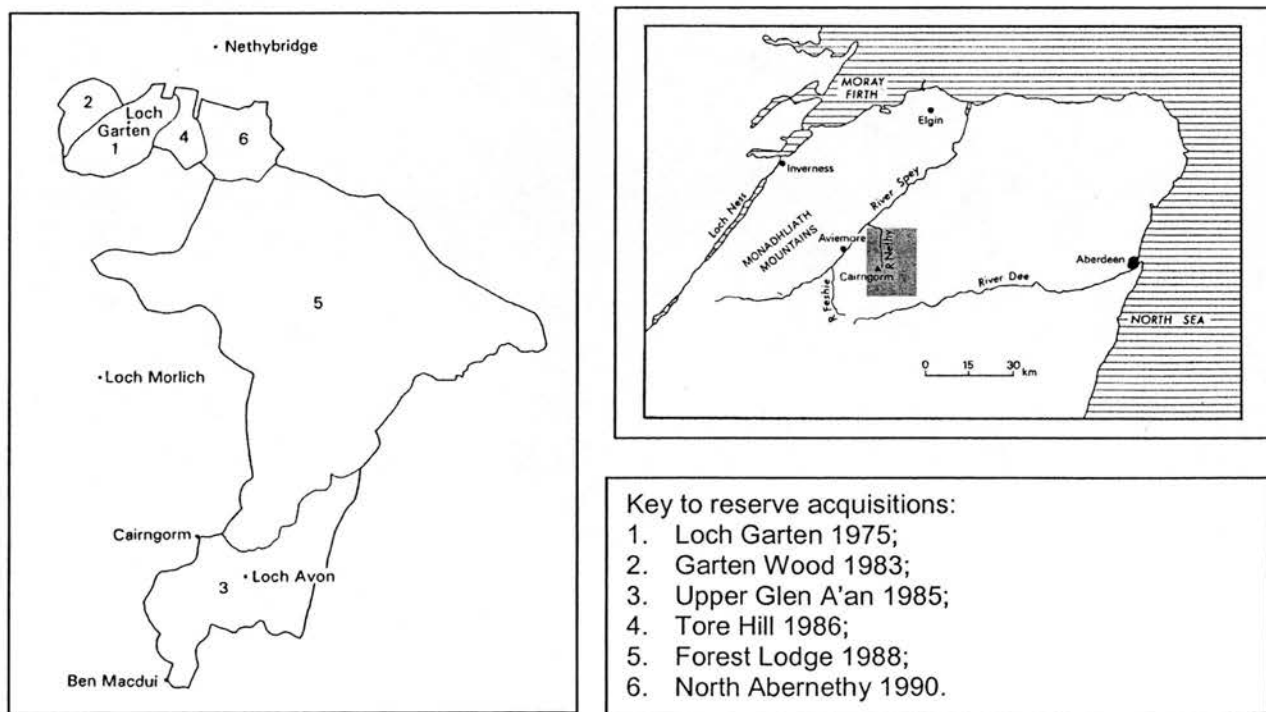 Nethybridge
2
Loch
Garten
1
4
6
5
Loch Morlich
Cairngorm
3
Loch Avon
Ben Macdui
MORAY
FIRTH
Elgin
Inverness
River Spey
Loch Ness
MONADHLIATH
MOUNTAINS
Aviemore
R. Nethy
Cairngorm
Aberdeen
R. Feshie
River Dee
NORTH SEA
0 15 30
km
Key to reserve acquisitions:
1. Loch Garten 1975;
2. Garten Wood 1983;
3. Upper Glen A'an 1985;
4. Tore Hill 1986;
5. Forest Lodge 1988;
6. North Abernethy 1990.